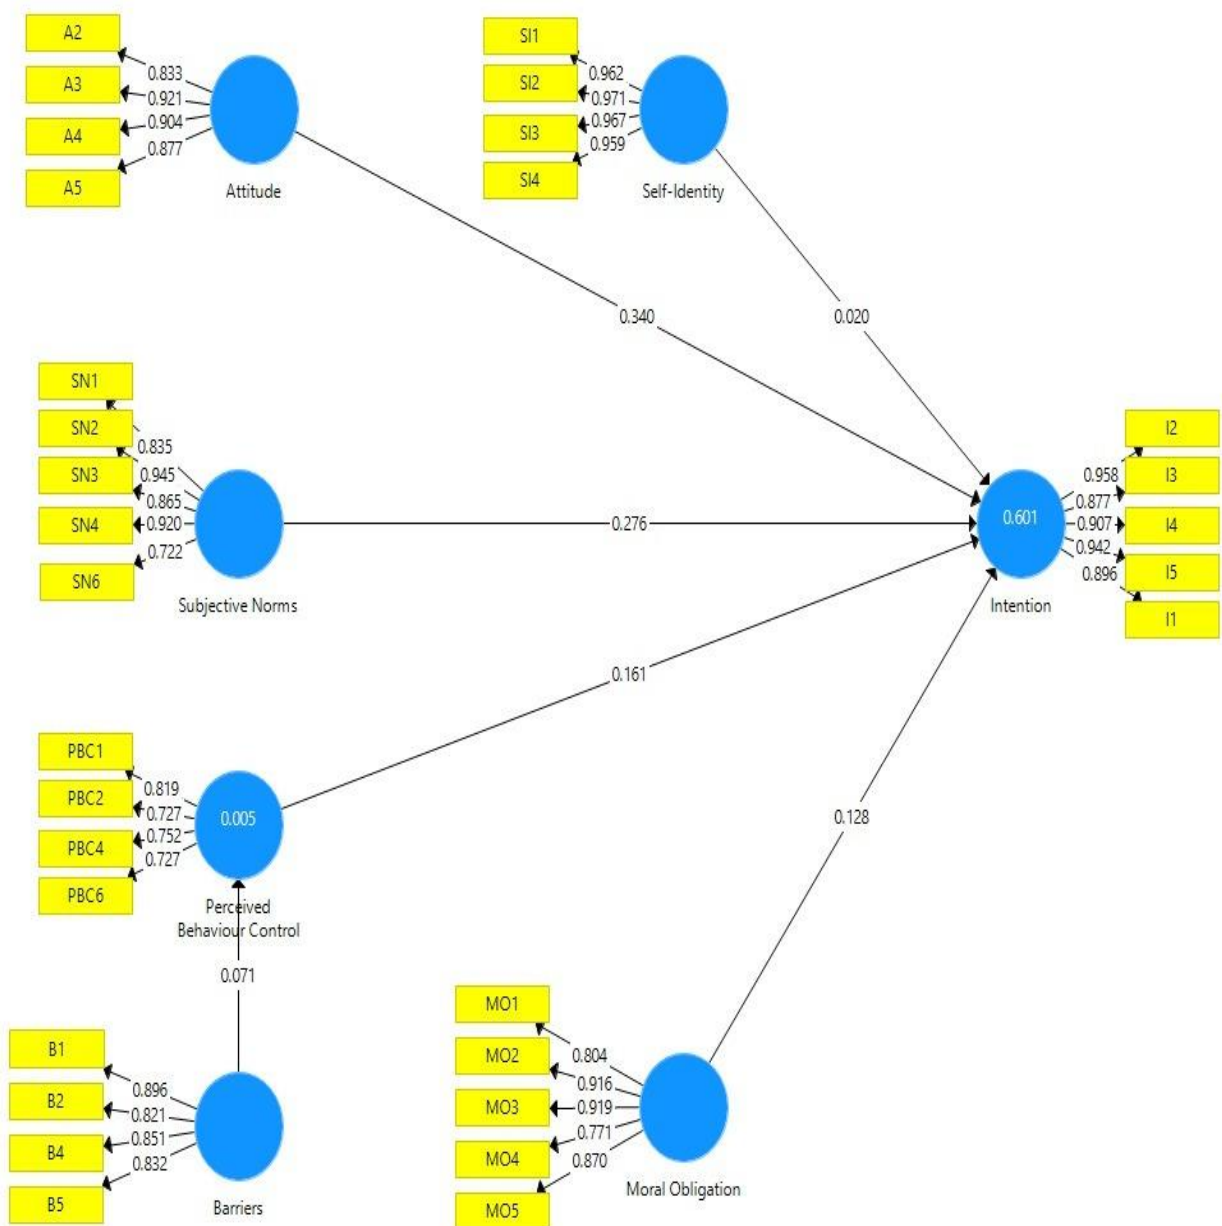 A2
A3
A4
A5
0.833
0.921
0.904
0.877
Attitude
SI1
SI2
SI3
SI4
0.962
0.971
0.967
0.959
Self-Identity
0.340
0.020
SN1
SN2
SN3
SN4
SN6
0.835
0.945
0.865
0.920
0.722
Subjective Norms
0.276
0.601
Intention
0.958
0.877
0.907
0.942
0.896
I2
I3
I4
I5
I1
0.161
PBC1
PBC2
PBC4
PBC6
0.819
0.727
0.752
0.727
0.005
Perceived
Behaviour Control
0.128
0.071
B1
B2
B4
B5
0.896
0.821
0.851
0.832
Barriers
MO1
MO2
MO3
MO4
MO5
0.804
0.916
0.919
0.771
0.870
Moral Obligation